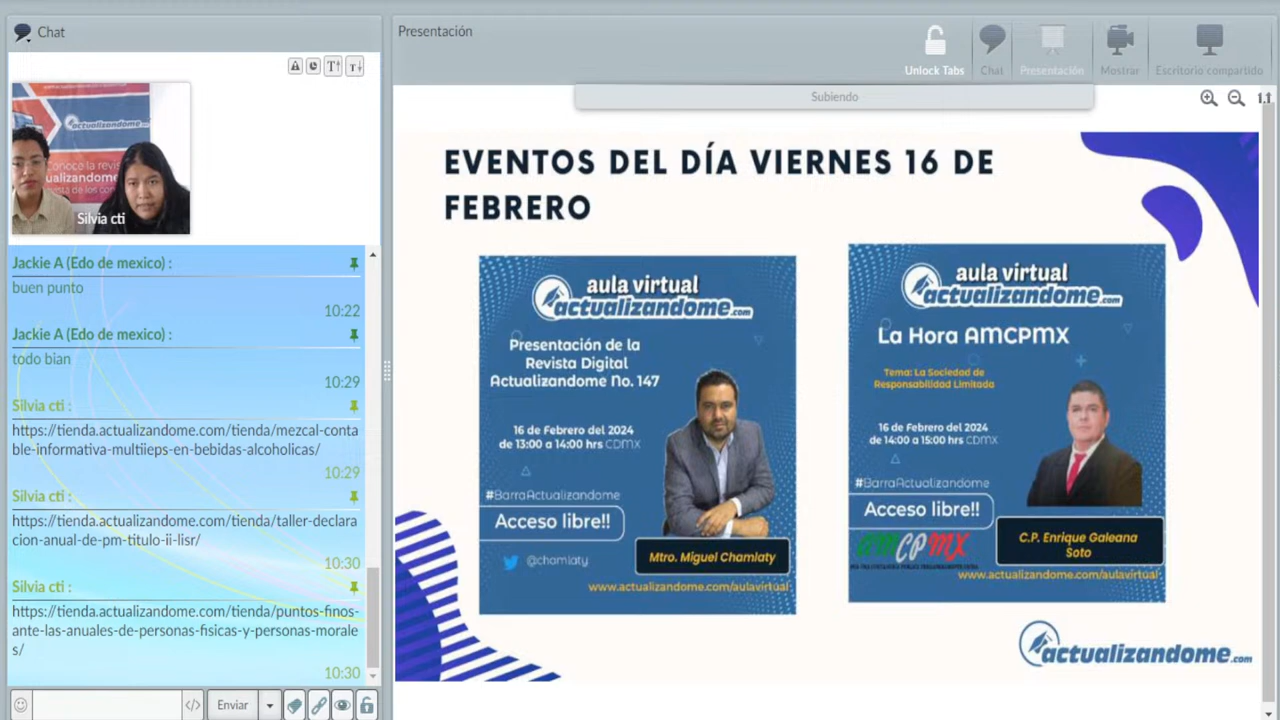 Chat
Conoce la revis
Silvia cti
Jackie A (Edo de mexico) :
buen punto
10:22
Jackie A (Edo de mexico) :
todo bian
10:29
Silvia cti :
https://tienda.actualizandome.com/tienda/mezcal-conta
ble-informativa-multiieps-en-bebidas-alcoholicas/
10:29
Silvia cti :
https://tienda.actualizandome.com/tienda/taller-declara
cion-anual-de-pm-titulo-ii-lisr/
10:30
Silvia cti :
https://tienda.actualizandome.com/tienda/puntos-finos-
ante-las-anuales-de-personas-fisicas-y-personas-morale
s/
10:30
Enviar
Presentación
Unlock Tabs
Chat
Presentación
Mostrar
Escritorio compartido
Subiendo
1:1
EVENTOS DEL DÍA VIERNES 16 DE
FEBRERO
aula virtual
actualizandome.com
Presentación de la
Revista Digital
Actualizandome No. 147
16 de Febrero del 2024
de 13:00 a 14:00 hrs CDMX
#BarraActualizandome
Acceso libre!!
@chamlaty
Mtro. Miguel Chamlaty
www.actualizandome.com/aulavirtual
aula virtual
actualizandome.com
La Hora AMCPMX
Tema: La Sociedad de
Responsabilidad Limitada
16 de Febrero del 2024
de 14:00 a 15:00 hrs CDMX
#BarraActualizandome
Acceso libre!!
AMCPMX
C.P. Enrique Galeana
Soto
www.actualizandome.com/aulavirtual
actualizandome.com